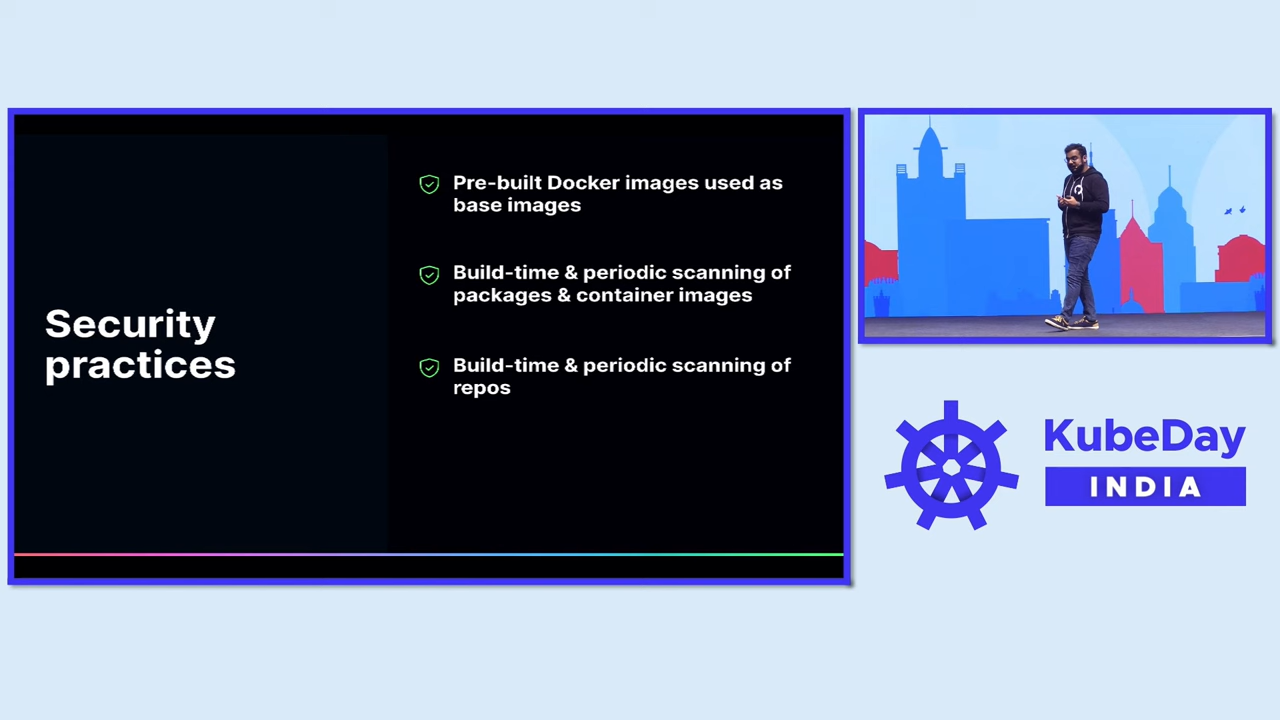 Security
practices
Pre-built Docker images used as
base images
Build-time & periodic scanning of
packages & container images
Build-time & periodic scanning of
repos
KubeDay
INDIA